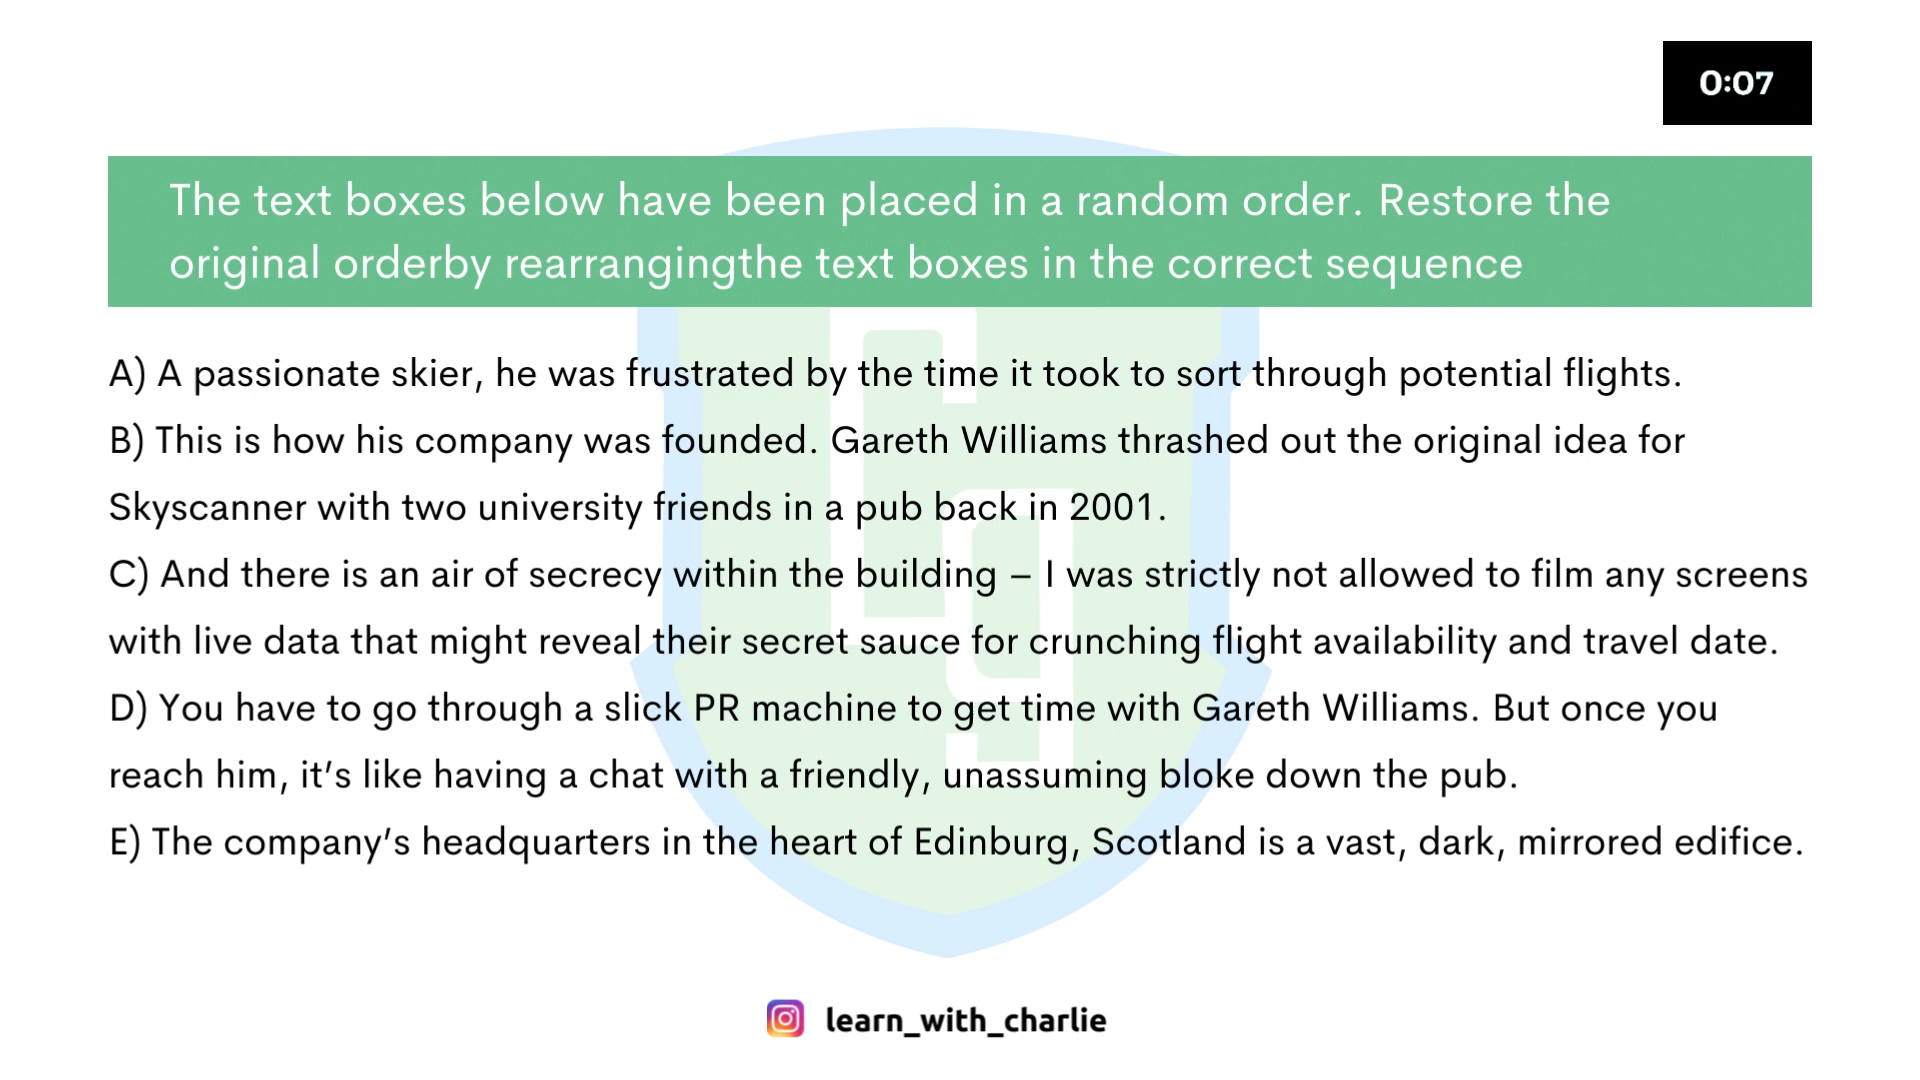 0:07
The text boxes below have been placed in a random order. Restore the
original orderby rearrangingthe text boxes in the correct sequence
A) A passionate skier, he was frustrated by the time it took to sort through potential flights.
B) This is how his company was founded. Gareth Williams thrashed out the original idea for
Skyscanner with two university friends in a pub back in 2001.
C) And there is an air of secrecy within the building – I was strictly not allowed to film any screens
with live data that might reveal their secret sauce for crunching flight availability and travel date.
D) You have to go through a slick PR machine to get time with Gareth Williams. But once you
reach him, it’s like having a chat with a friendly, unassuming bloke down the pub.
E) The company’s headquarters in the heart of Edinburg, Scotland is a vast, dark, mirrored edifice.
learn_with_charlie